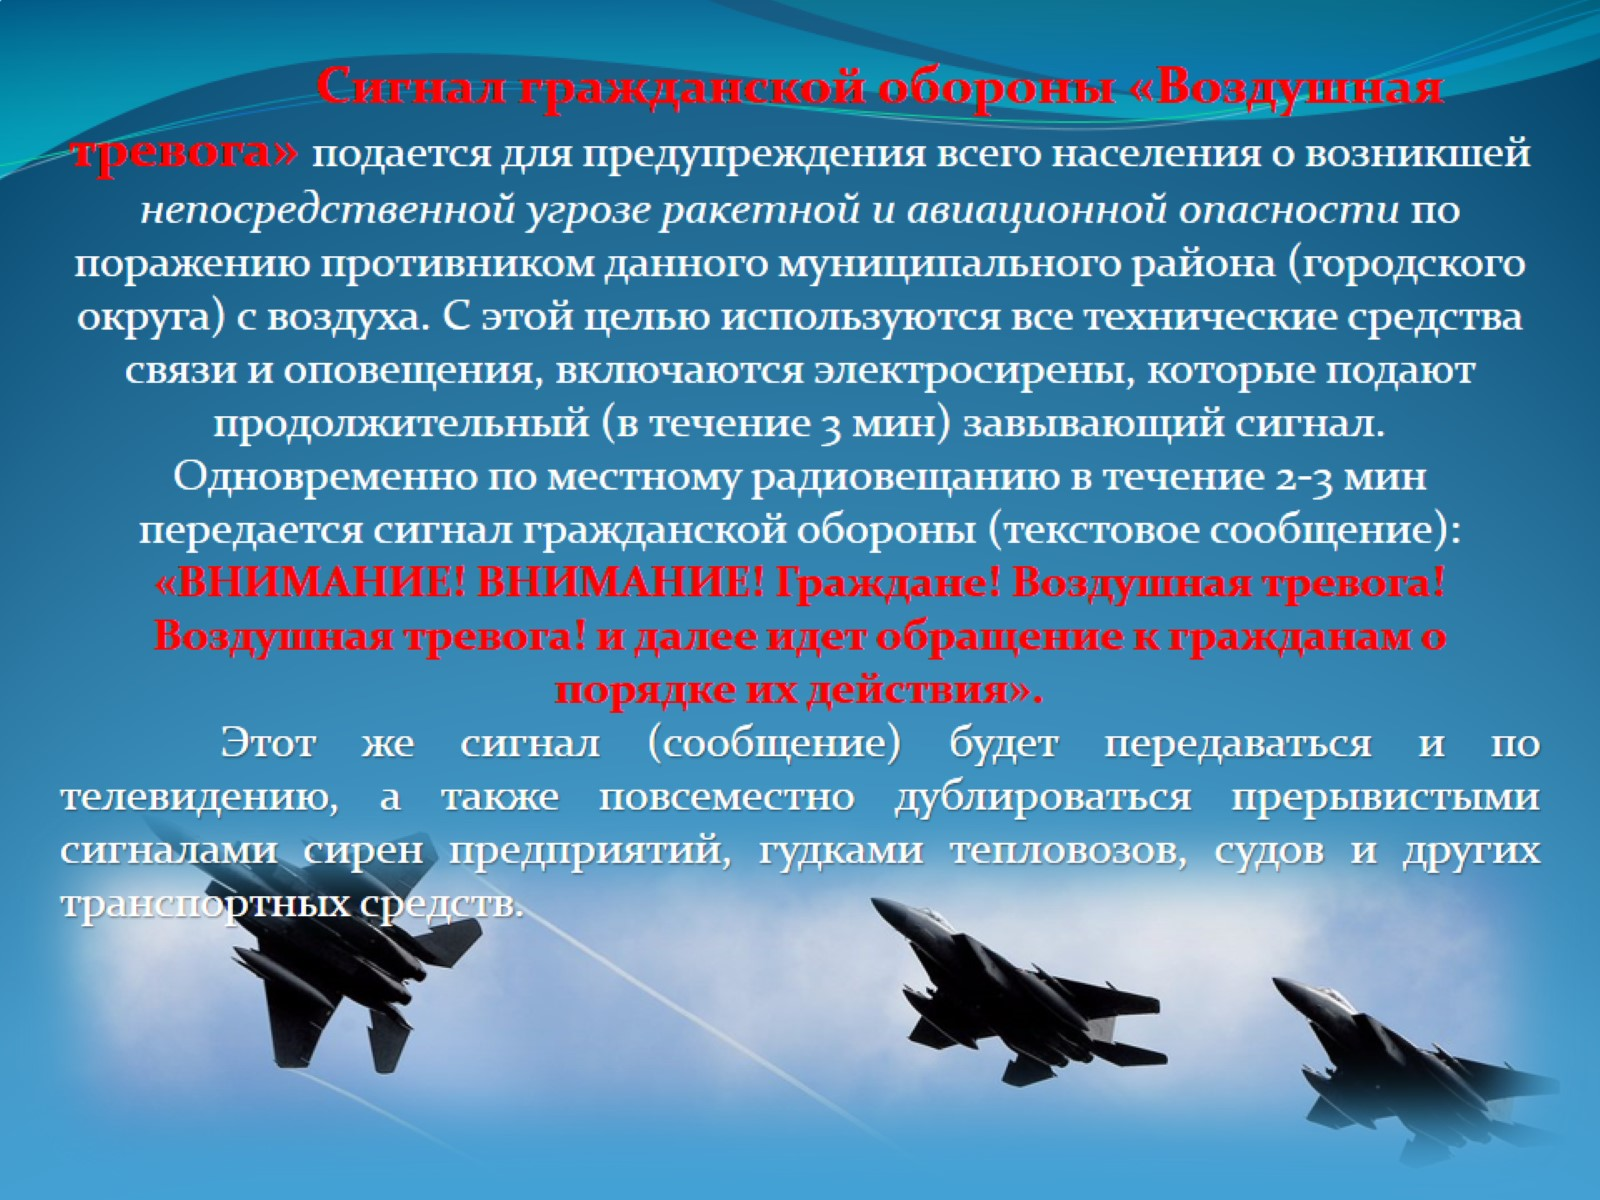 Сигнал гражданской обороны «Воздушная
тревога» подается для предупреждения всего населения о возникшей
непосредственной угрозе ракетной и авиационной опасности по
поражению противником данного муниципального района (городского
округа) с воздуха. С этой целью используются все технические средства
связи и оповещения, включаются электросирены, которые подают
продолжительный (в течение 3 мин) завывающий сигнал.
Одновременно по местному радиовещанию в течение 2-3 мин
передается сигнал гражданской обороны (текстовое сообщение):
«ВНИМАНИЕ! ВНИМАНИЕ! Граждане! Воздушная тревога!
Воздушная тревога! и далее идет обращение к гражданам о
порядке их действия».
Этот же сигнал (сообщение) будет передаваться и по
телевидению, а также повсеместно дублироваться прерывистыми
сигналами сирен предприятий, гудками тепловозов, судов и других
транспортных средств.